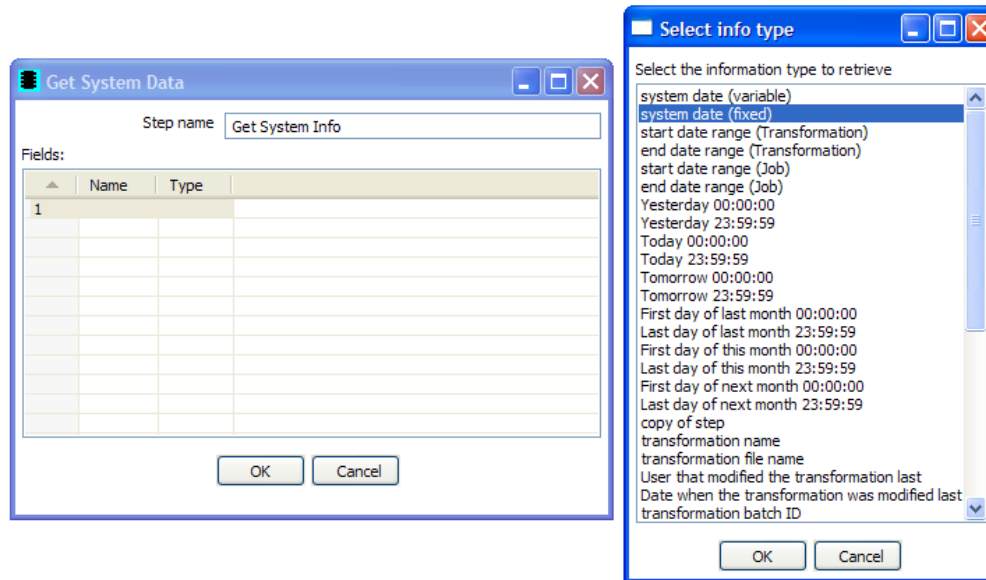 Get System Data
Step name Get System Info
Fields:
Name Type
1
OK Cancel
Select info type
Select the information type to retrieve
system date (variable)
system date (fixed)
start date range (Transformation)
end date range (Transformation)
start date range (Job)
end date range (Job)
Yesterday 00:00:00
Yesterday 23:59:59
Today 00:00:00
Today 23:59:59
Tomorrow 00:00:00
Tomorrow 23:59:59
First day of last month 00:00:00
Last day of last month 23:59:59
First day of this month 00:00:00
Last day of this month 23:59:59
First day of next month 00:00:00
Last day of next month 23:59:59
copy of step
transformation name
transformation file name
User that modified the transformation last
Date when the transformation was modified last
transformation batch ID
OK Cancel